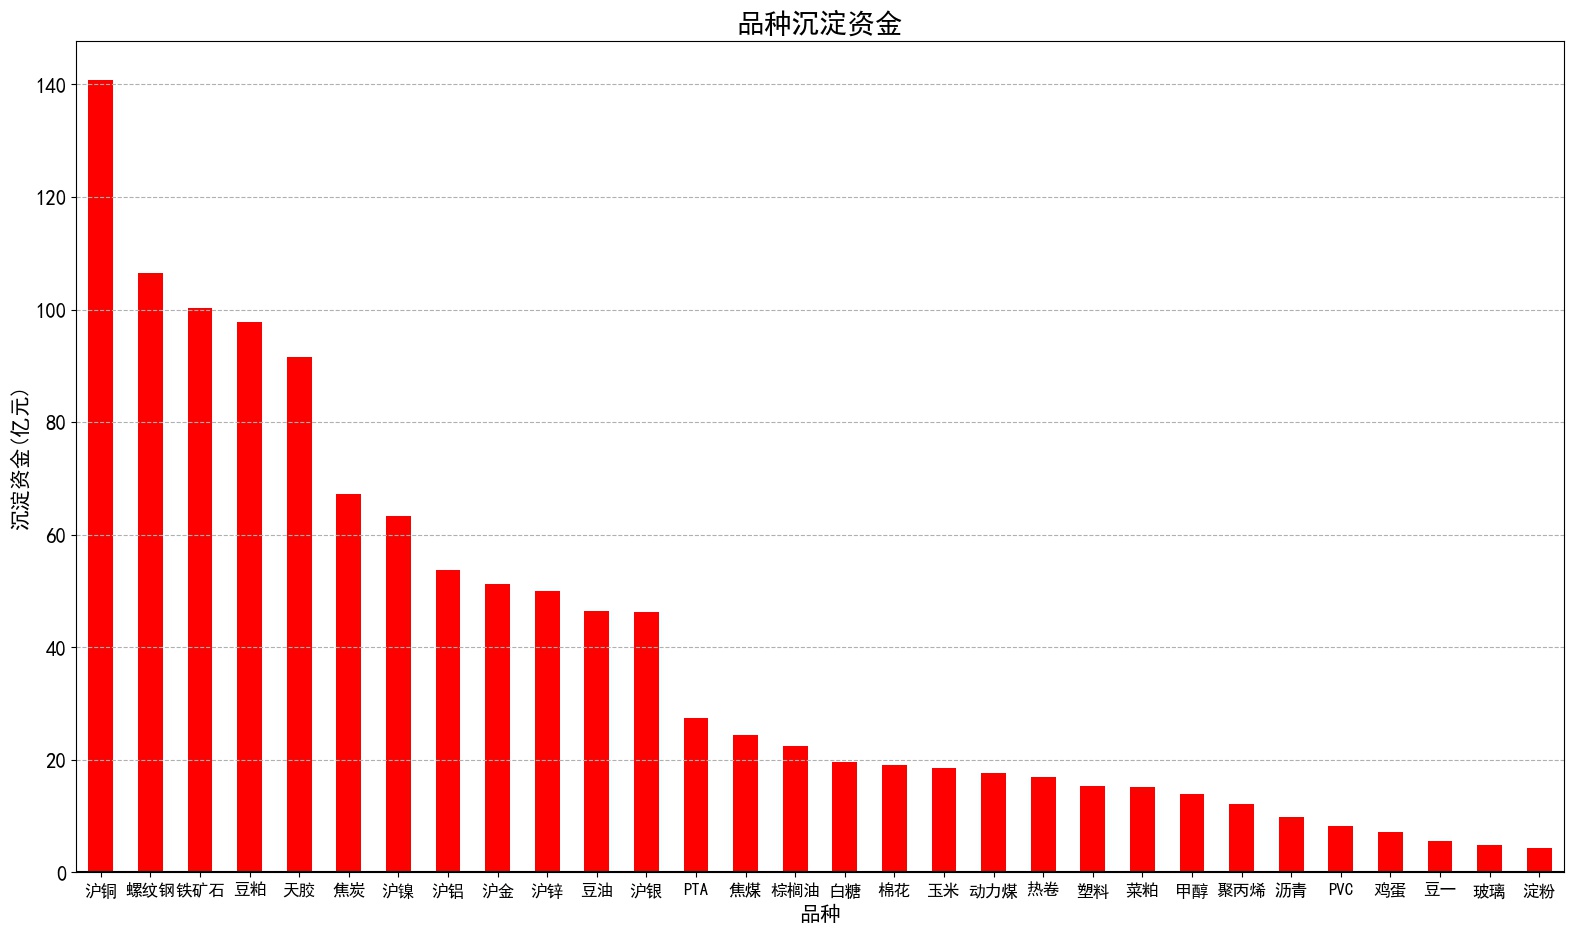 品种沉淀资金
沉淀资金(亿元)
140
120
100
80
60
40
20
0
沪铜 螺纹钢 铁矿石 豆粕 天胶 焦炭 沪镍 沪铝 沪金 沪锌 豆油 沪银 PTA 焦煤 棕榈油 白糖 棉花 玉米 动力煤 热卷 塑料 菜粕 甲醇 聚丙烯 沥青 PVC 鸡蛋 豆一 玻璃 淀粉
品种